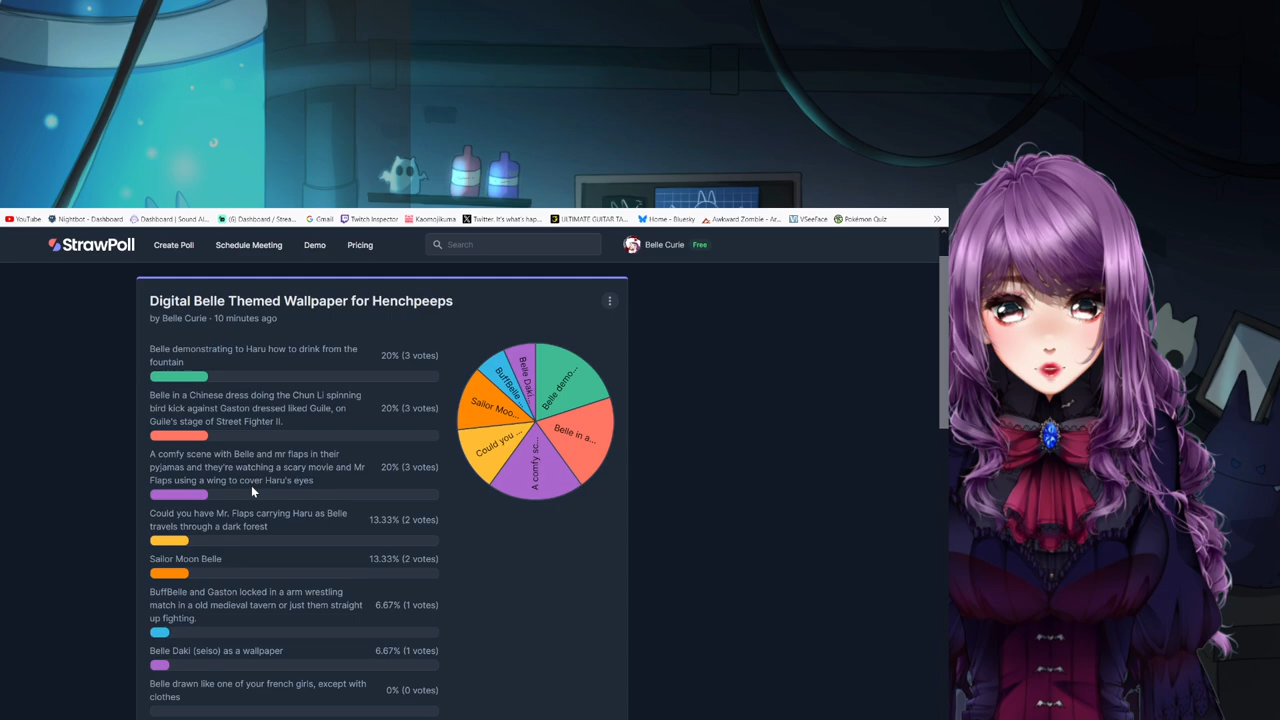 YouTube Nightbot - Dashboard Dashboard | Sound Al... (6) Dashboard / Strea... Gmail Twitch Inspector Kaomojikuma Twitter. It's what's hap... ULTIMATE GUITAR TA... Home - Bluesky Awkward Zombie - Ar... VSeeFace Pokémon Quiz »
StrawPoll Create Poll Schedule Meeting Demo Pricing Search Belle Curie Free
Digital Belle Themed Wallpaper for Henchpeeps
by Belle Curie · 10 minutes ago
Belle demonstrating to Haru how to drink from the
fountain
20% (3 votes)
Belle in a Chinese dress doing the Chun Li spinning
bird kick against Gaston dressed liked Guile, on
Guile's stage of Street Fighter II.
20% (3 votes)
A comfy scene with Belle and mr flaps in their
pyjamas and they're watching a scary movie and Mr
Flaps using a wing to cover Haru's eyes
20% (3 votes)
Could you have Mr. Flaps carrying Haru as Belle
travels through a dark forest
13.33% (2 votes)
Sailor Moon Belle 13.33% (2 votes)
BuffBelle and Gaston locked in a arm wrestling
match in a old medieval tavern or just them straight
up fighting.
6.67% (1 votes)
Belle Daki (seiso) as a wallpaper 6.67% (1 votes)
Belle drawn like one of your french girls, except with
clothes
0% (0 votes)
Belle demo...
Belle in a...
A comfy sc...
Could you ...
Sailor Moo...
BuffBelle ...
Belle Daki...